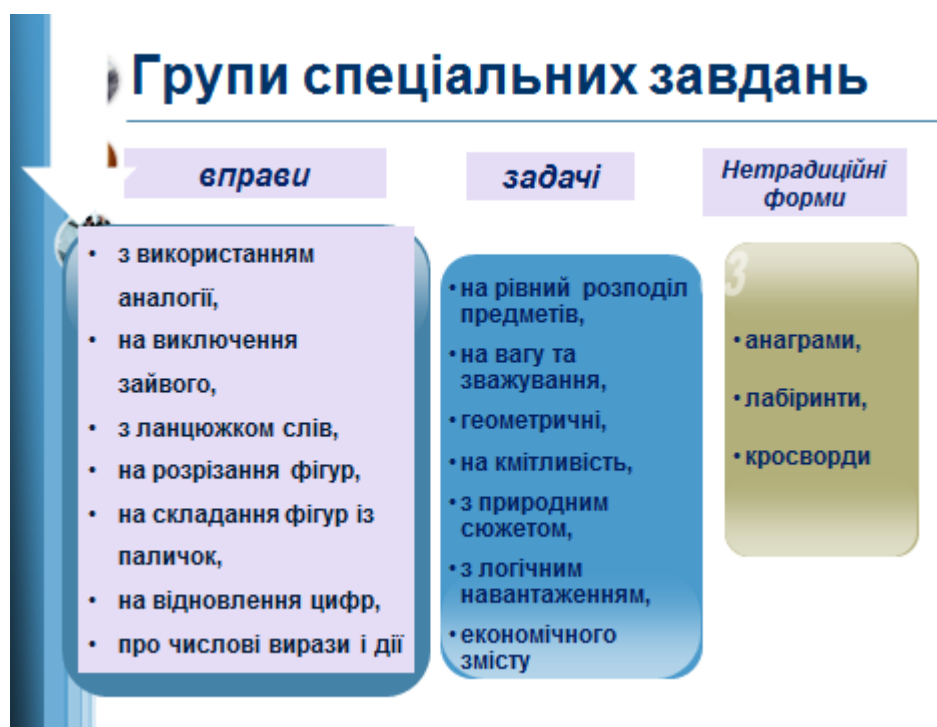 Групи спеціальних завдань
вправи
• з використанням
аналогії,
• на виключення
зайвого,
• з ланцюжком слів,
• на розрізання фігур,
• на складання фігур із
паличок,
• на відновлення цифр,
• про числові вирази і дії
задачі
• на рівний розподіл
предметів,
• на вагу та
зважування,
• геометричні,
• на кмітливість,
• з природним
сюжетом,
• з логічним
навантаженням,
• економічного
змісту
Нетрадиційні
форми
3
• анаграми,
• лабіринти,
• кросворди